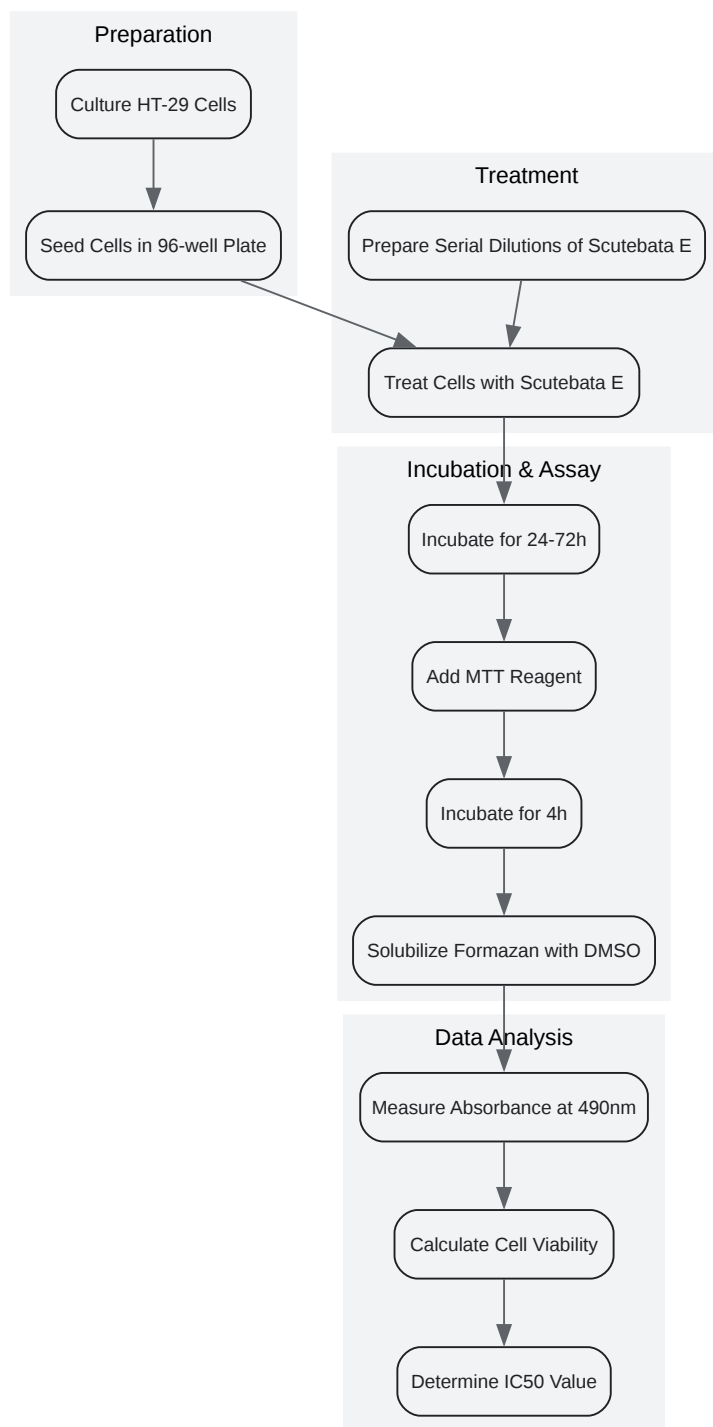 Preparation
Culture HT-29 Cells
Seed Cells in 96-well Plate
Treatment
Prepare Serial Dilutions of Scutebata E
Treat Cells with Scutebata E
Incubation & Assay
Incubate for 24-72h
Add MTT Reagent
Incubate for 4h
Solubilize Formazan with DMSO
Data Analysis
Measure Absorbance at 490nm
Calculate Cell Viability
Determine IC50 Value